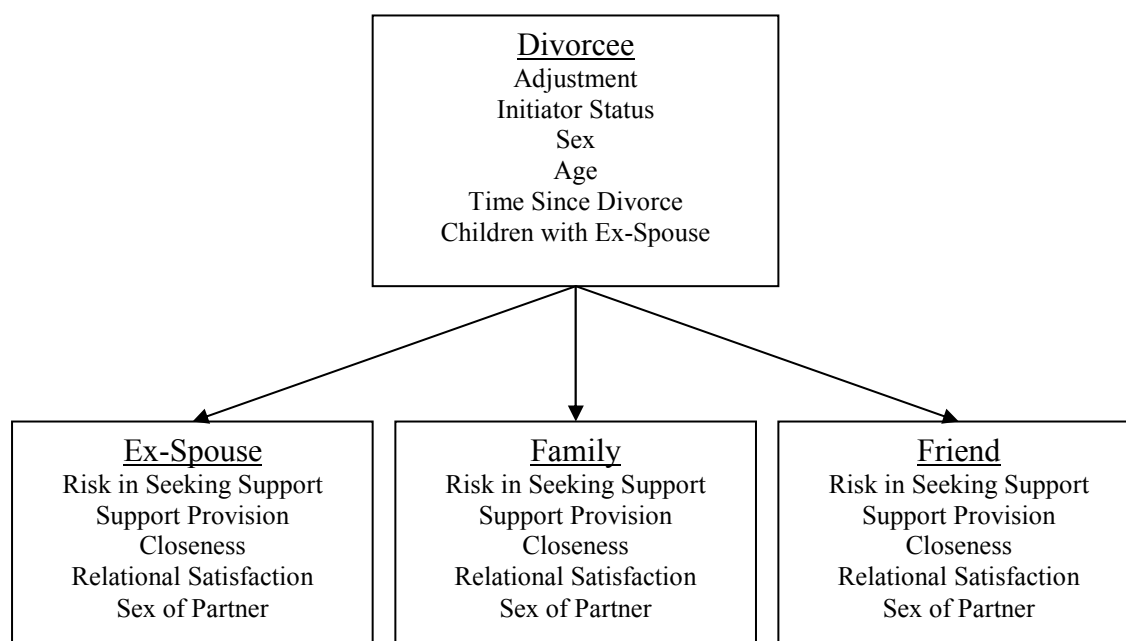 Divorcee
Adjustment
Initiator Status
Sex
Age
Time Since Divorce
Children with Ex-Spouse
Ex-Spouse
Risk in Seeking Support
Support Provision
Closeness
Relational Satisfaction
Sex of Partner
Family
Risk in Seeking Support
Support Provision
Closeness
Relational Satisfaction
Sex of Partner
Friend
Risk in Seeking Support
Support Provision
Closeness
Relational Satisfaction
Sex of Partner